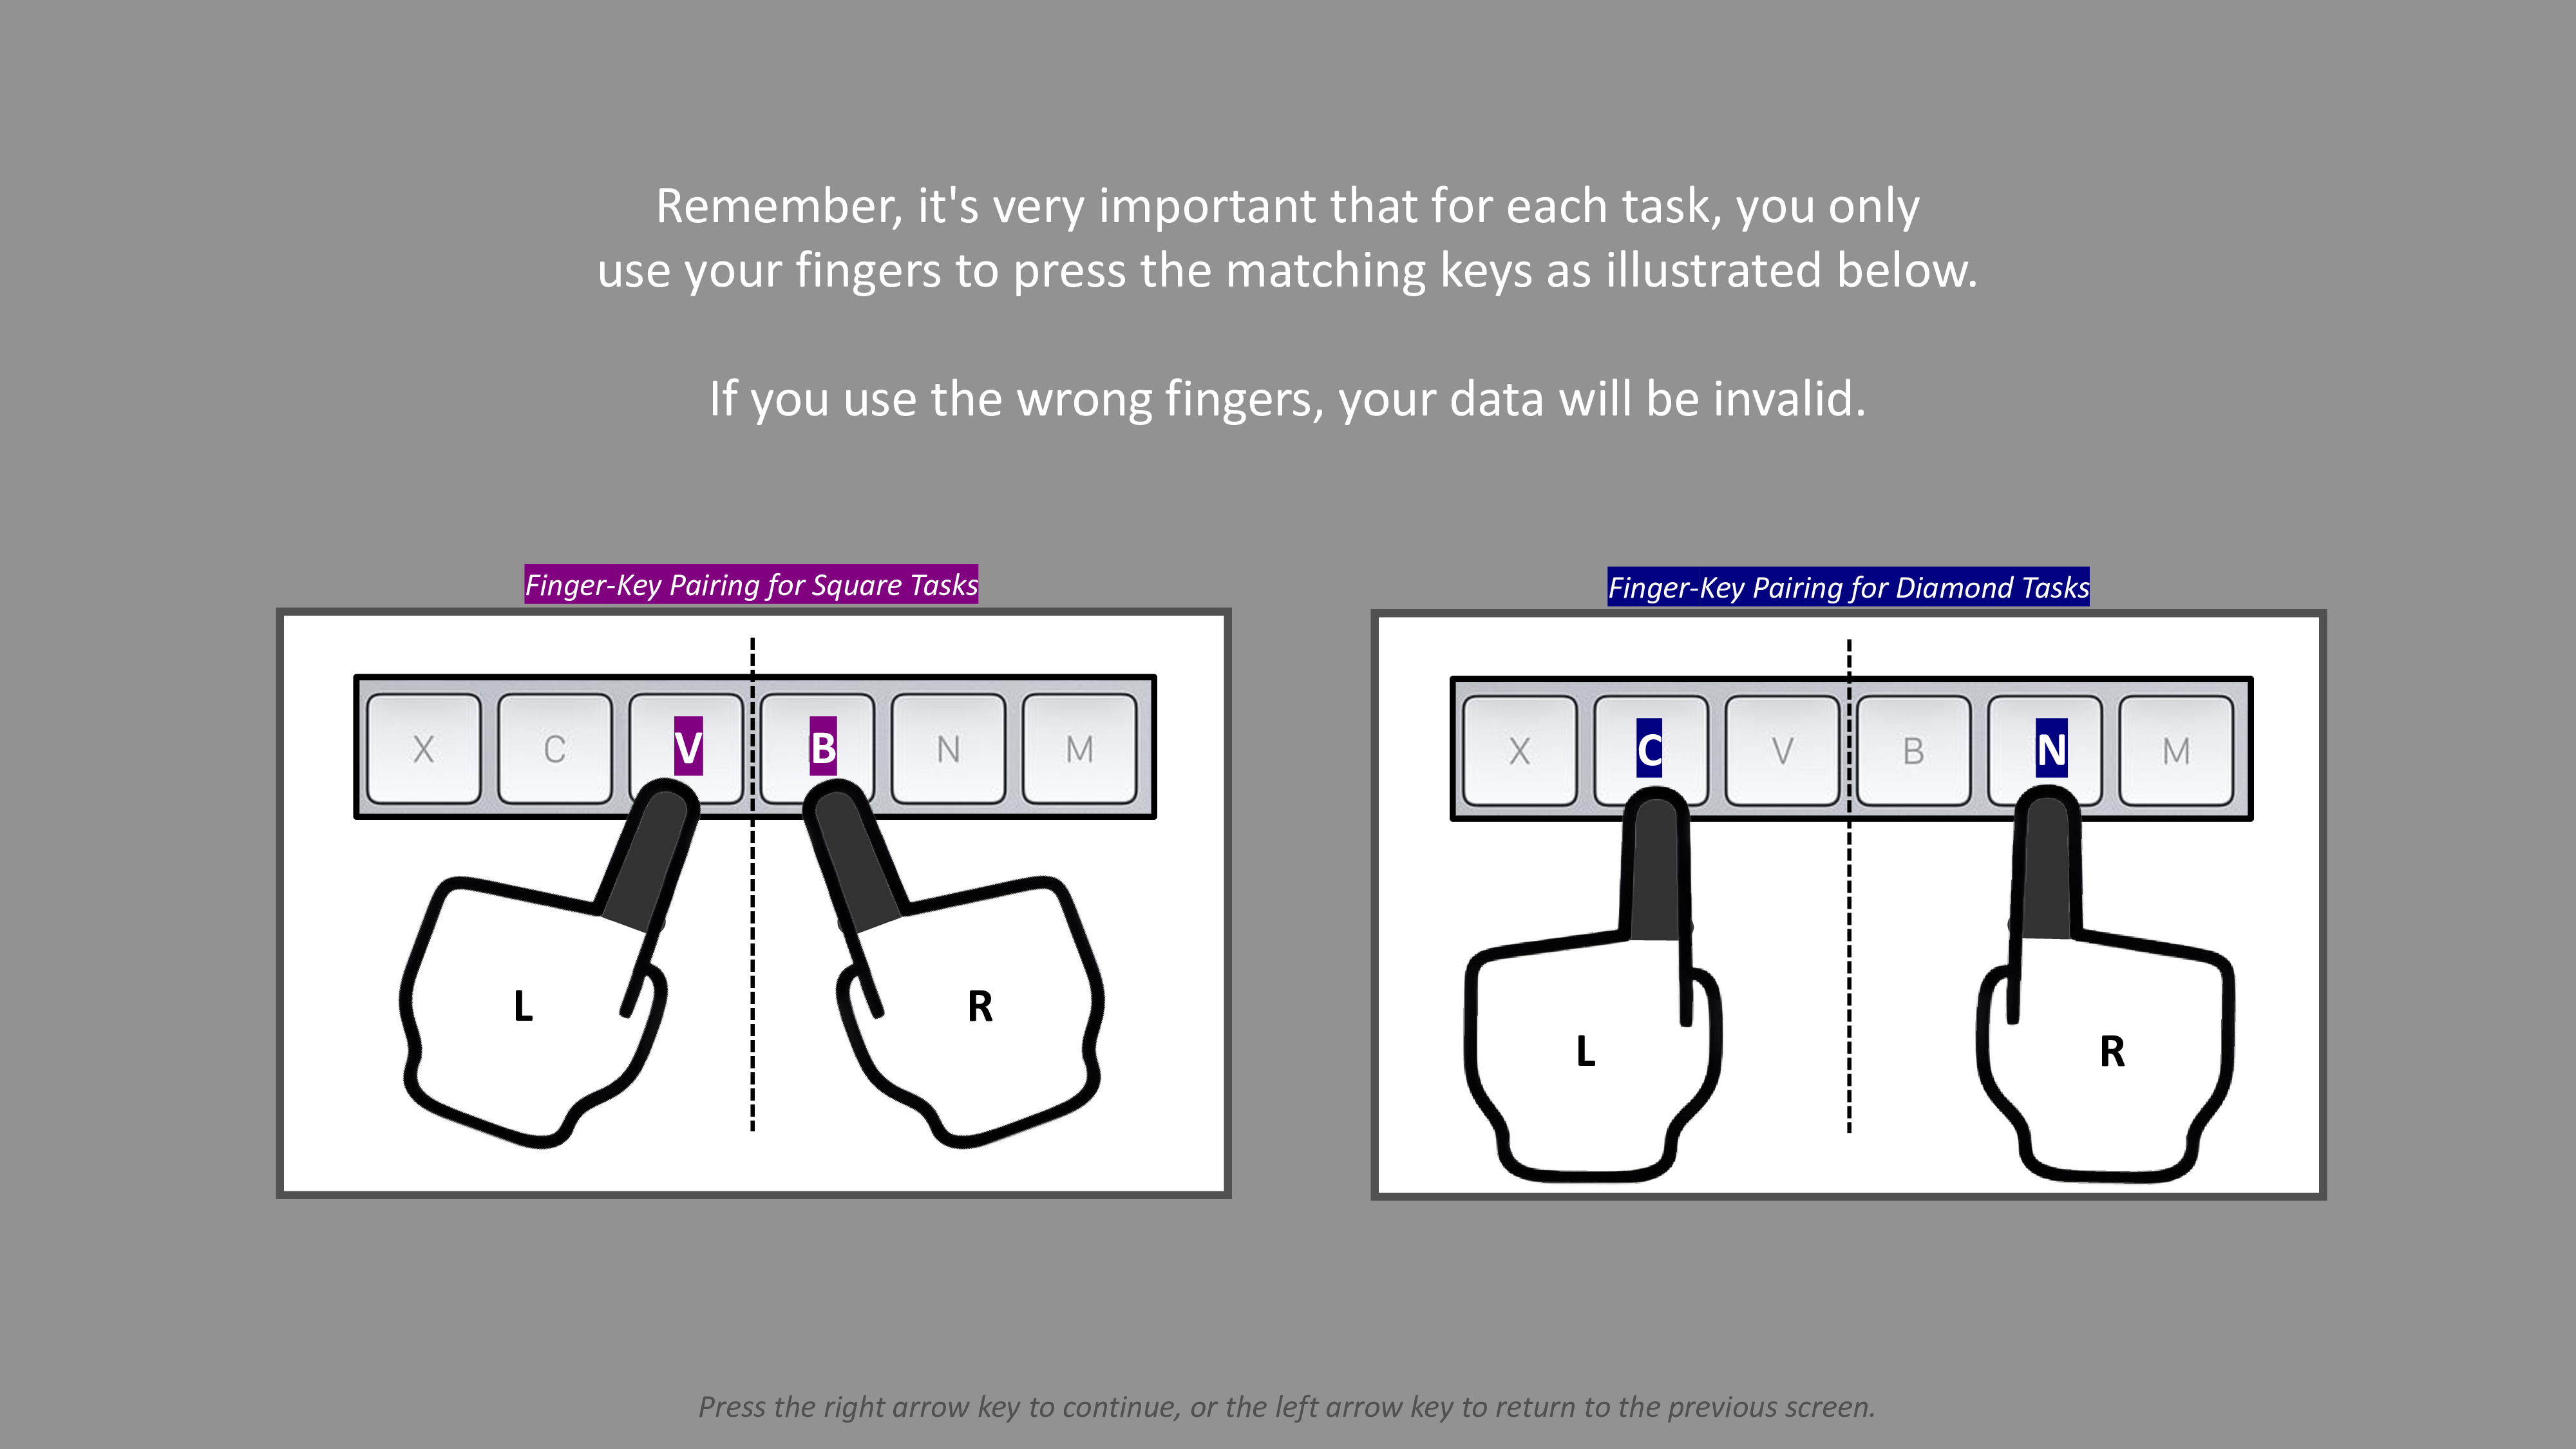 Remember, it's very important that for each task, you only
use your fingers to press the matching keys as illustrated below.
If you use the wrong fingers, your data will be invalid.
Finger-Key Pairing for Square Tasks
X C V B N M
L R
Finger-Key Pairing for Diamond Tasks
X C V B N M
L R
Press the right arrow key to continue, or the left arrow key to return to the previous screen.